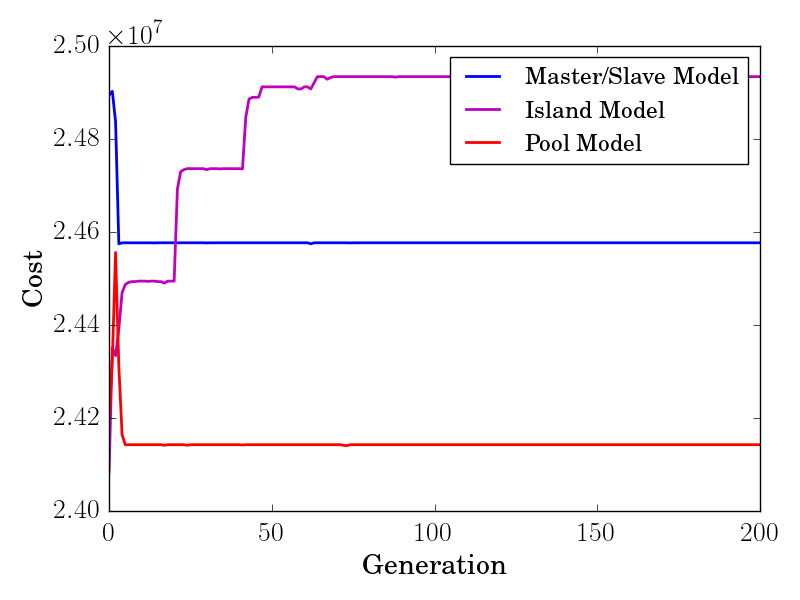 ×10⁷
2.50
2.48
2.46
2.44
2.42
2.40
0 50 100 150 200
Cost
Generation
Master/Slave Model
Island Model
Pool Model